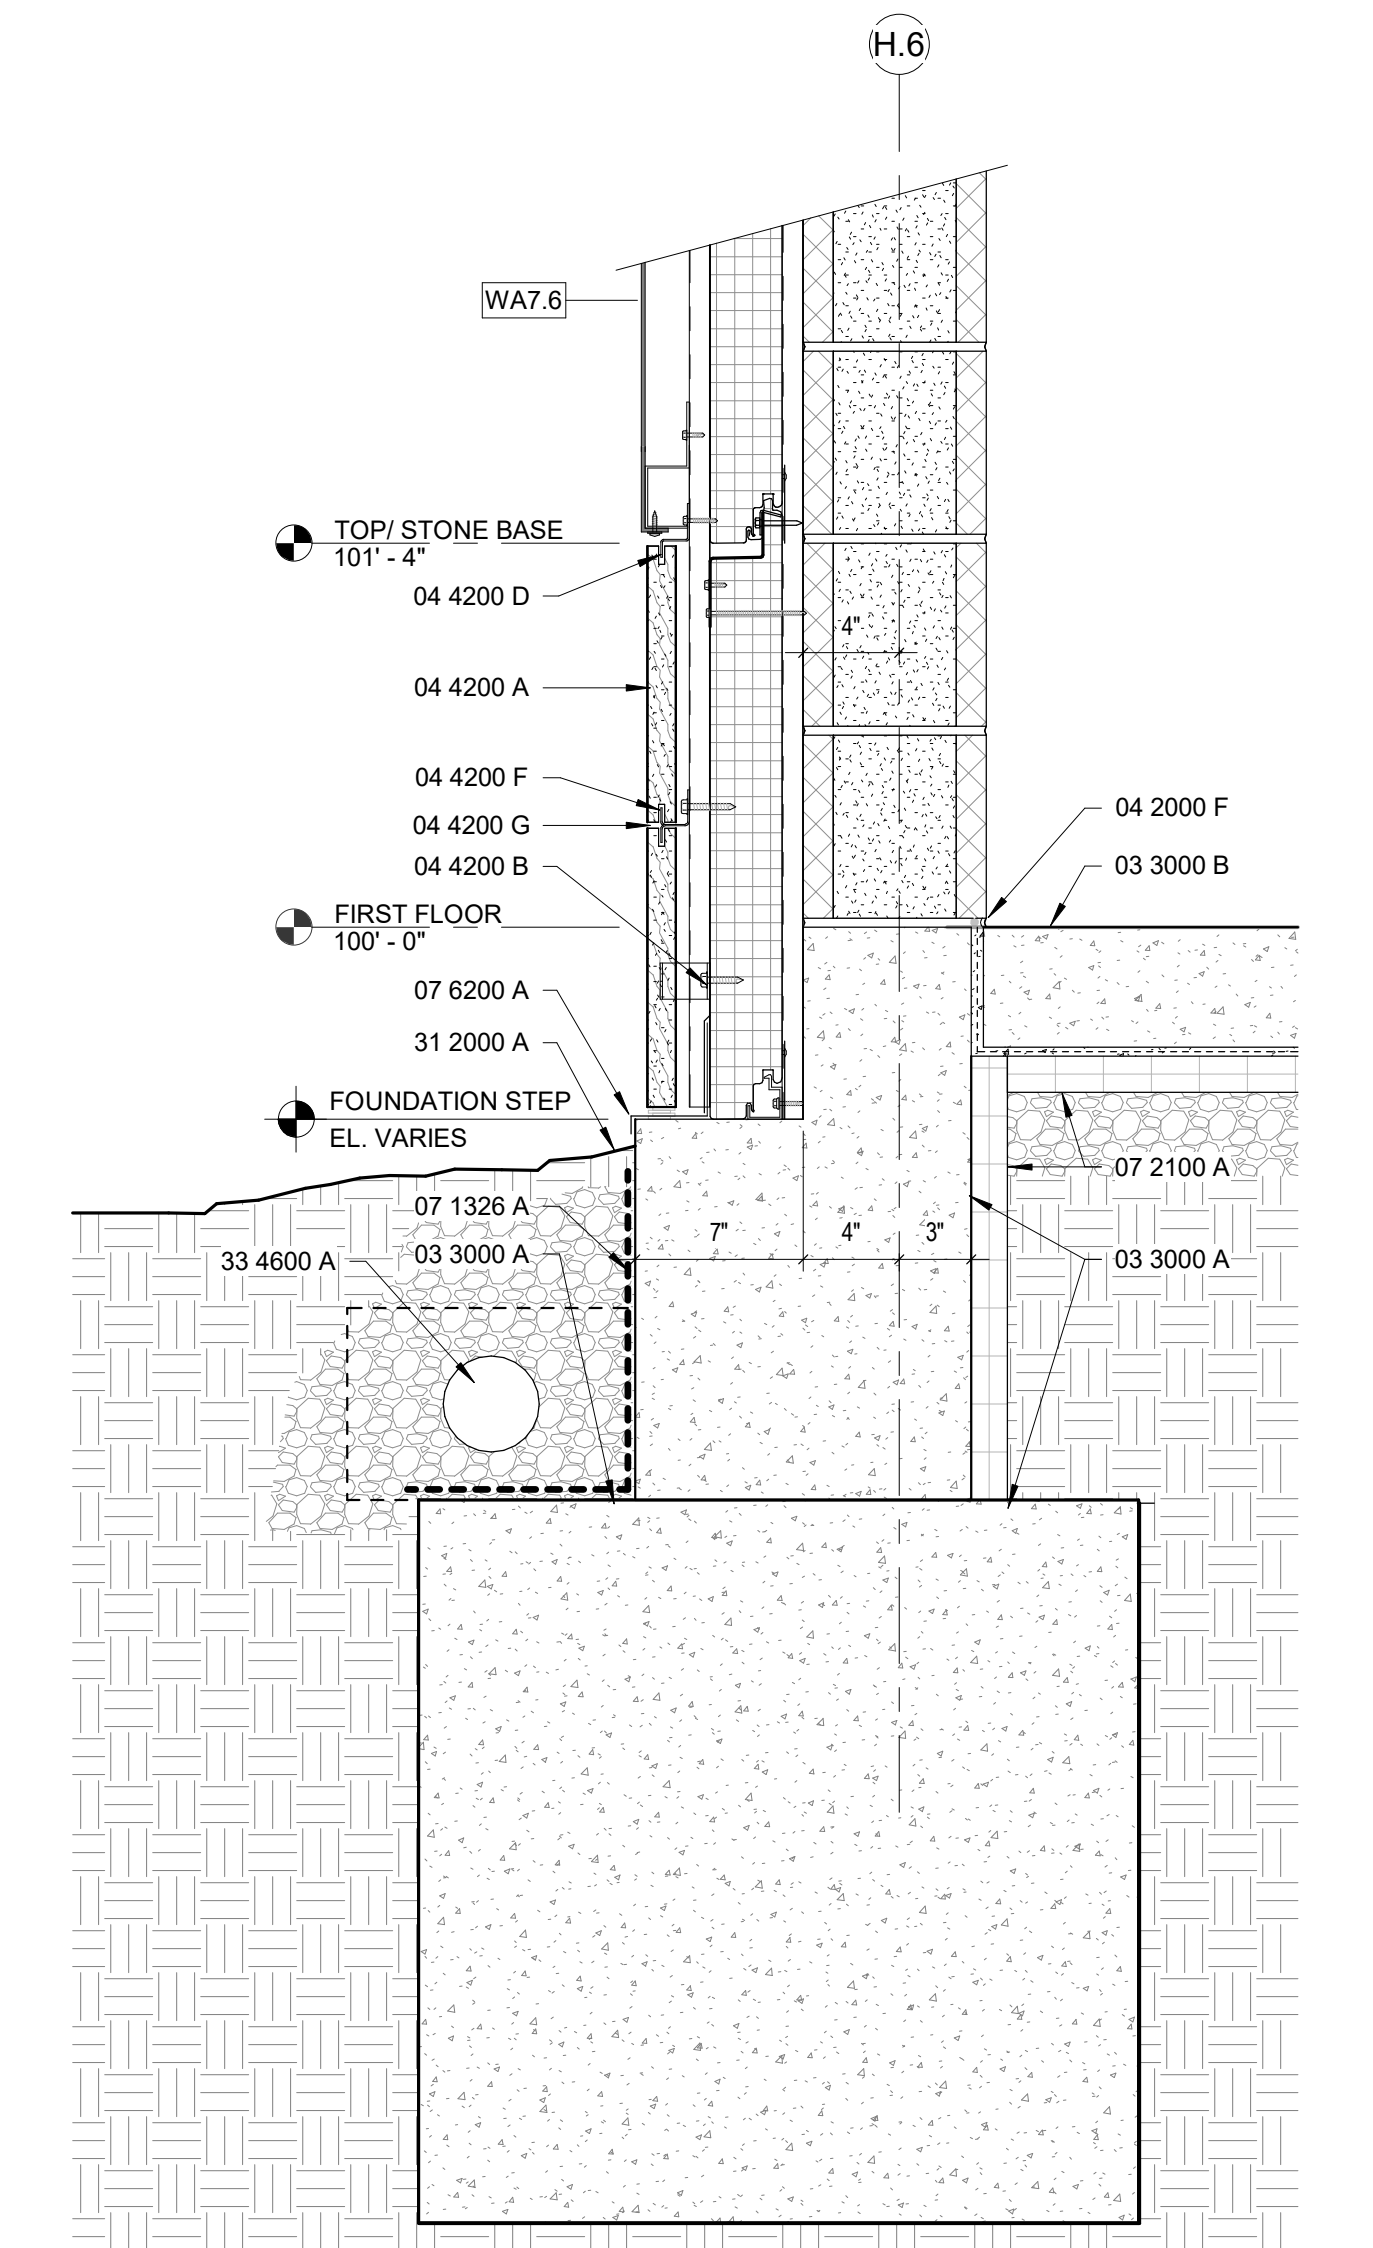 H.6
WA7.6
TOP/ STONE BASE
101' - 4"
04 4200 D
4"
04 4200 A
04 4200 F
04 4200 G
04 4200 B
04 2000 F
03 3000 B
FIRST FLOOR
100' - 0"
07 6200 A
31 2000 A
FOUNDATION STEP
EL. VARIES
07 2100 A
07 1326 A
7"
4"
3"
33 4600 A
03 3000 A
03 3000 A